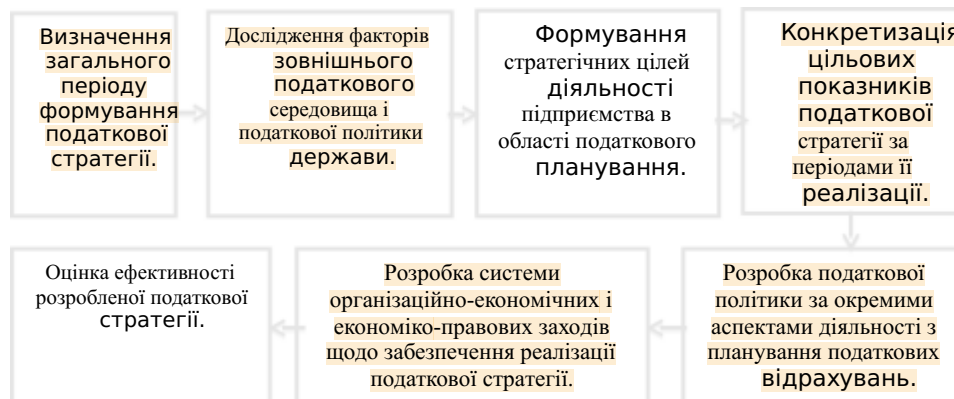 Визначення
загального
періоду
формування
податкової
стратегії.
Дослідження факторів
зовнішнього
податкового
середовища і
податкової політики
держави.
Формування
стратегічних цілей
діяльності
підприємства в
області податкового
планування.
Конкретизація
цільових
показників
податкової
стратегії за
періодами її
реалізації.
Оцінка ефективності
розробленої податкової
стратегії.
Розробка системи
організаційно-економічних і
економіко-правових заходів
щодо забезпечення реалізації
податкової стратегії.
Розробка податкової
політики за окремими
аспектами діяльності з
планування податкових
відрахувань.